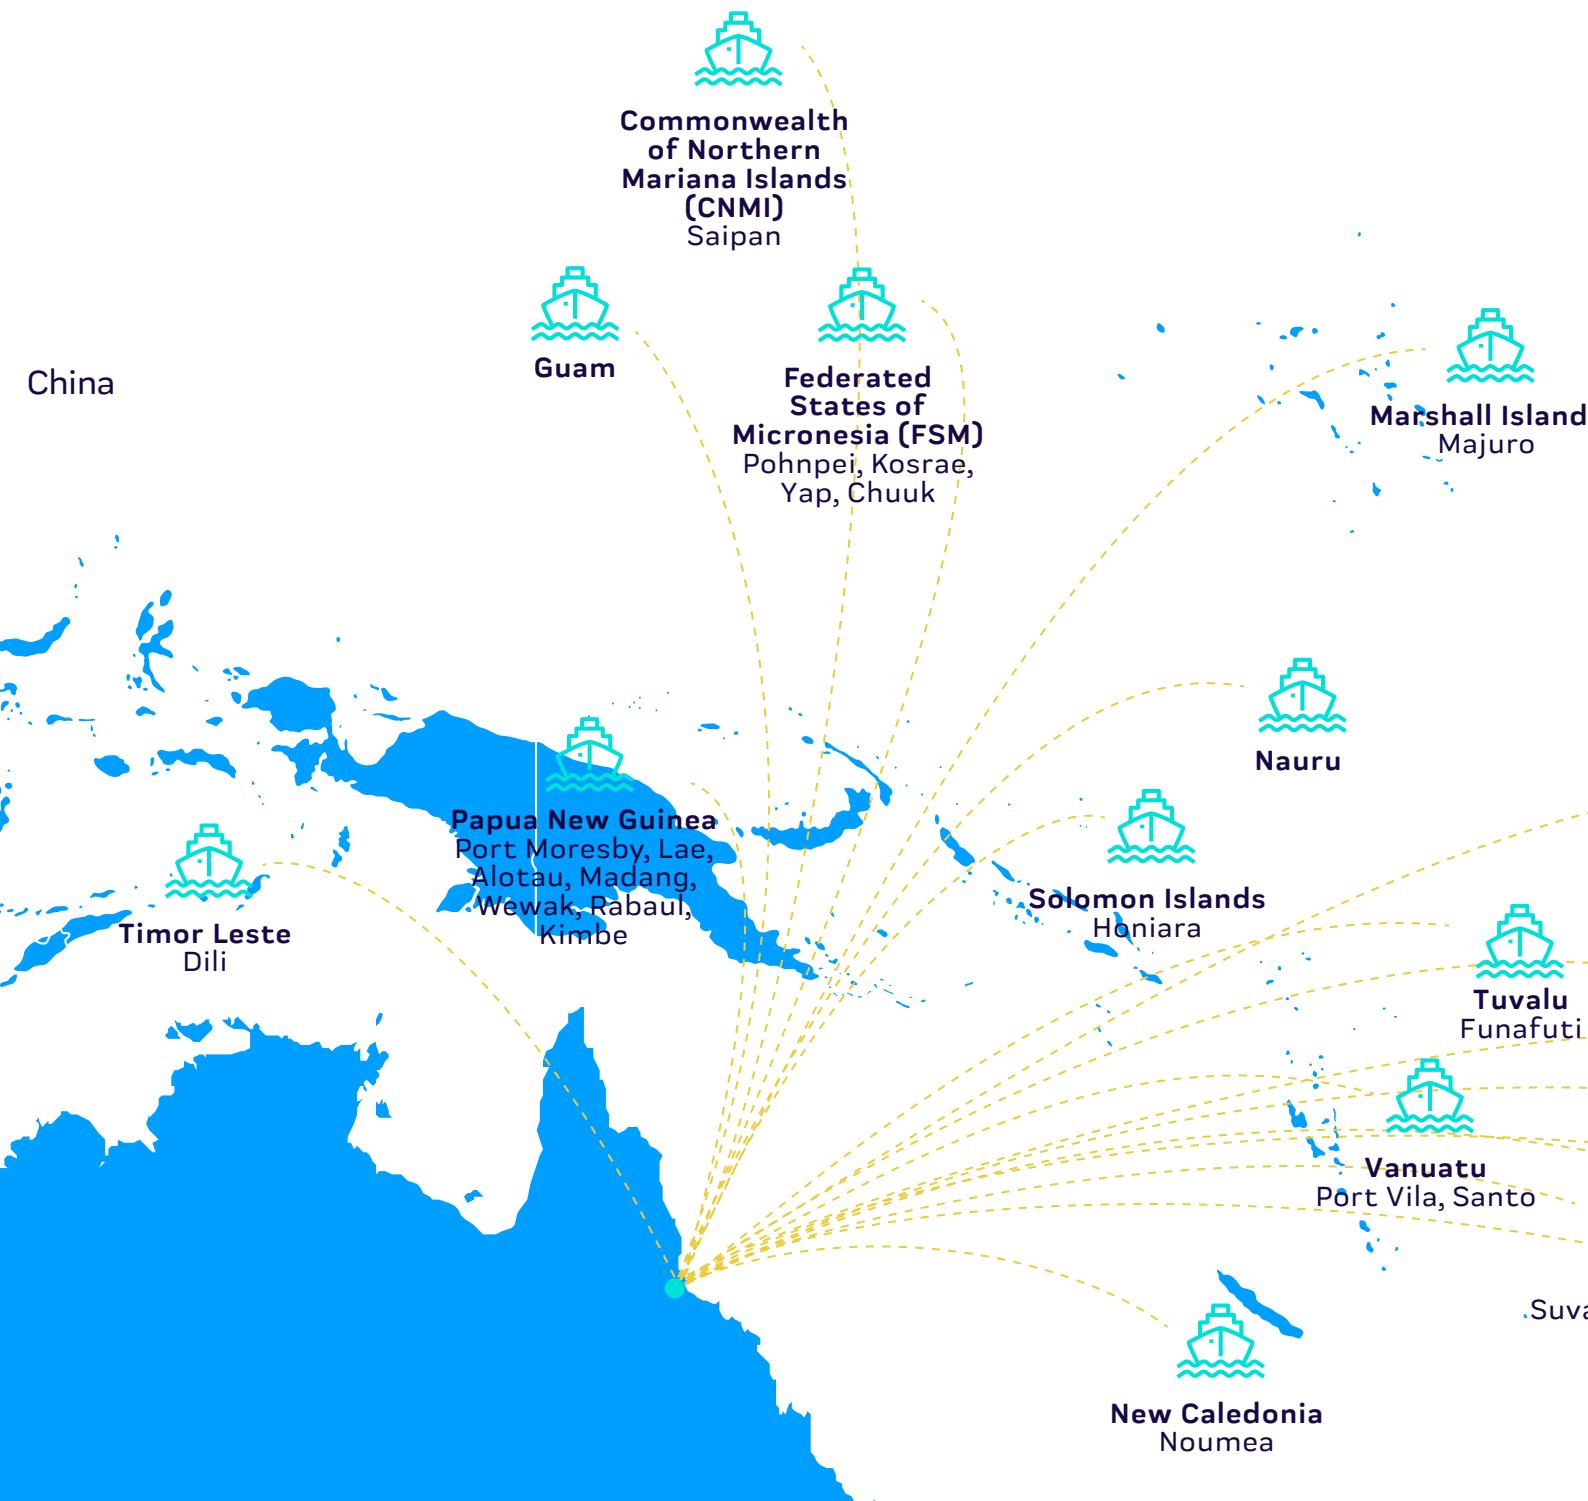 Commonwealth
of Northern
Mariana Islands
(CNMI)
Saipan
Guam
China
Federated
States of
Micronesia (FSM)
Pohnpei, Kosrae,
Yap, Chuuk
Marshall Island
Majuro
Nauru
Papua New Guinea
Port Moresby, Lae,
Alotau, Madang,
Wewak, Rabaul,
Kimbe
Solomon Islands
Honiara
Timor Leste
Dili
Tuvalu
Funafuti
Vanuatu
Port Vila, Santo
Suva
New Caledonia
Noumea